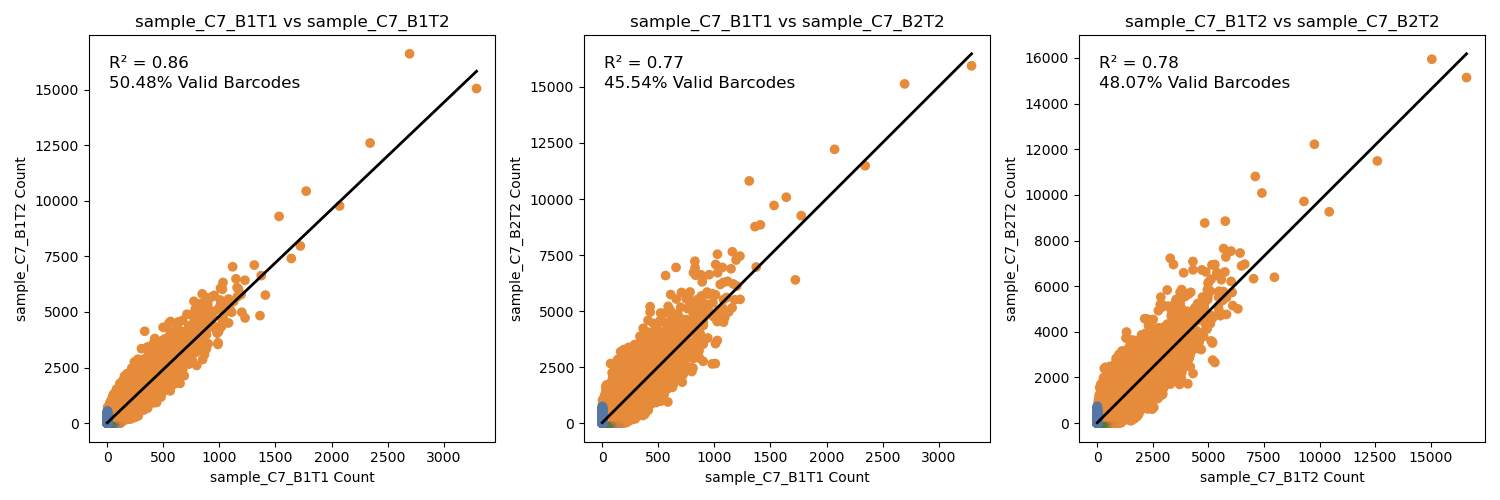 sample_C7_B1T1 vs sample_C7_B1T2
R² = 0.86
50.48% Valid Barcodes
sample_C7_B1T2 Count
15000
12500
10000
7500
5000
2500
0
0 500 1000 1500 2000 2500 3000
sample_C7_B1T1 Count
sample_C7_B1T1 vs sample_C7_B2T2
R² = 0.77
45.54% Valid Barcodes
sample_C7_B2T2 Count
15000
12500
10000
7500
5000
2500
0
0 500 1000 1500 2000 2500 3000
sample_C7_B1T1 Count
sample_C7_B1T2 vs sample_C7_B2T2
R² = 0.78
48.07% Valid Barcodes
sample_C7_B2T2 Count
16000
14000
12000
10000
8000
6000
4000
2000
0
0 2500 5000 7500 10000 12500 15000
sample_C7_B1T2 Count